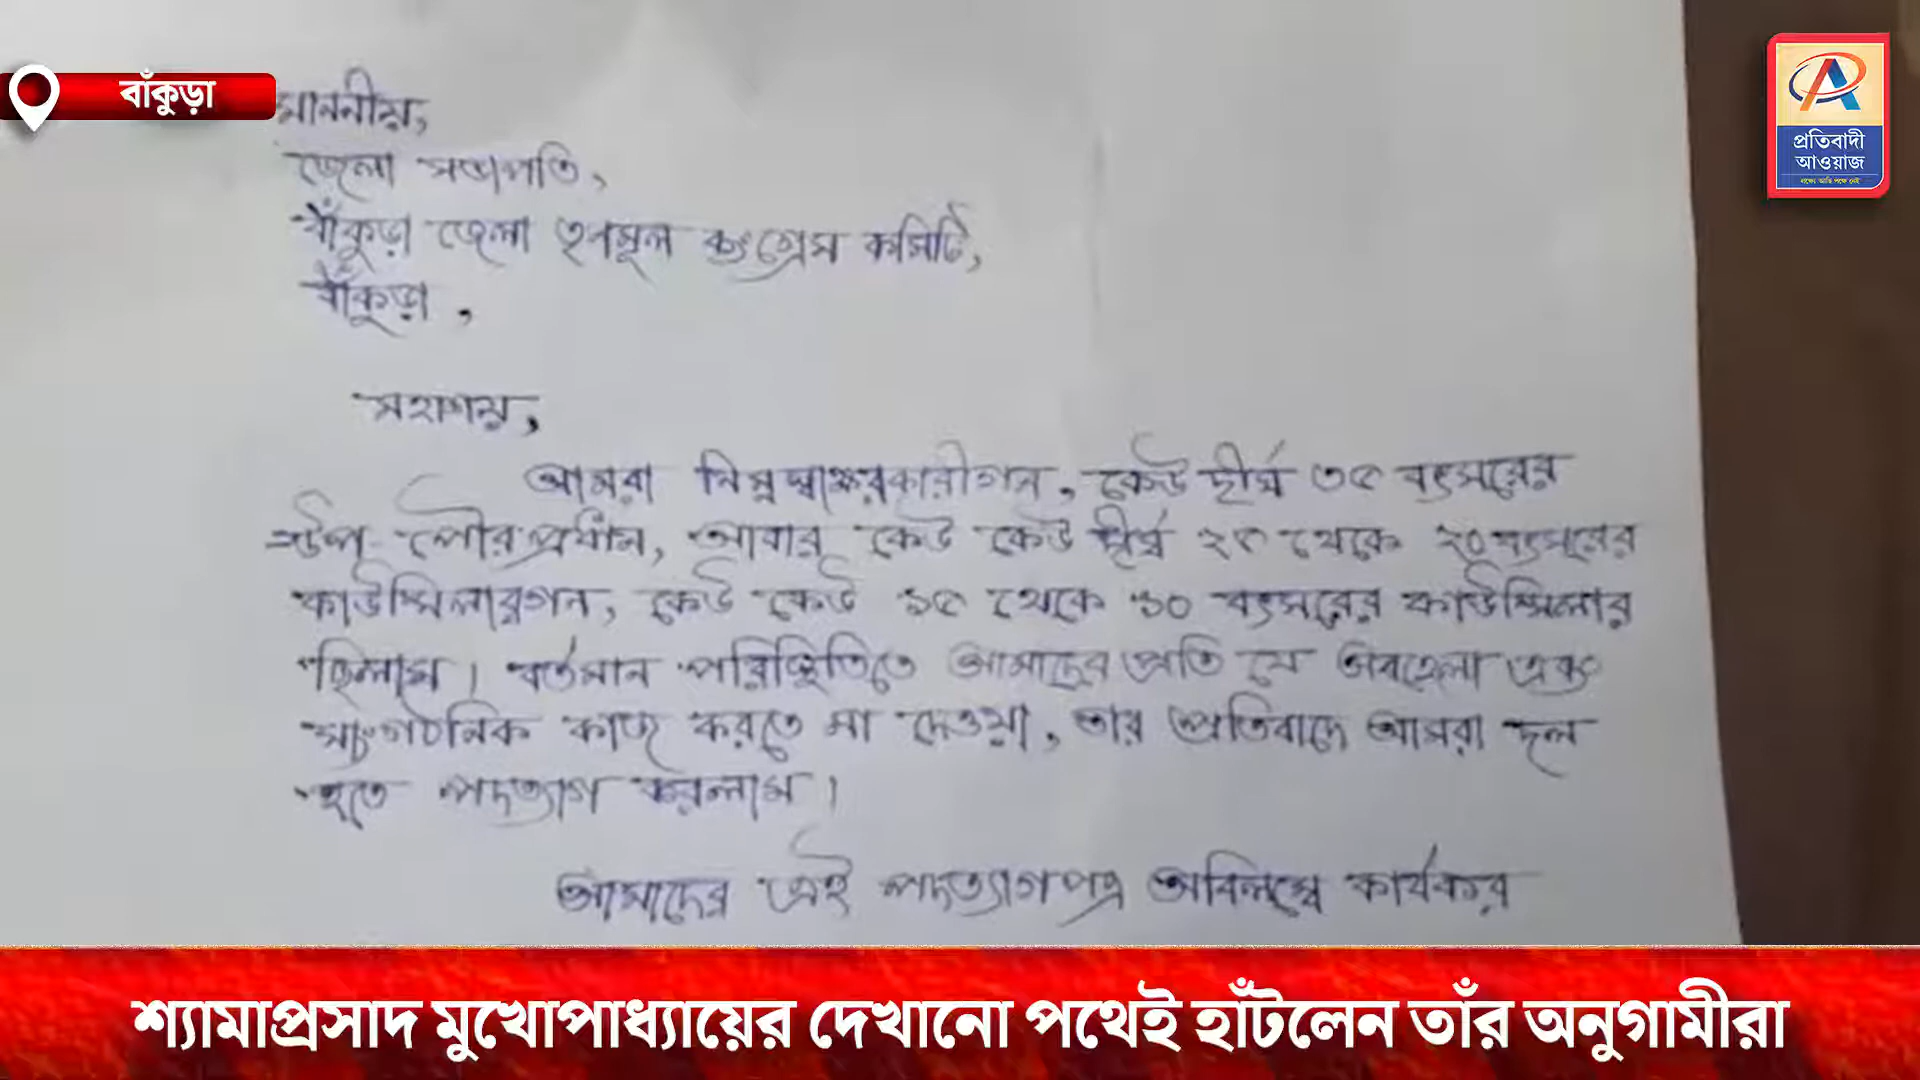 বাঁকুড়া
প্রতিবাদী
আওয়াজ
মাননীয়,
জেলা সভাপতি,
বাঁকুড়া জেলা তৃণমূল কংগ্রেস কমিটি,
বাঁকুড়া,
মহাশয়,
আমরা নিম্নস্বাক্ষরকারীগন, কেউ দীর্ঘ ৩৫ বৎসরের
উপ-পৌরপ্রধান, আবার কেউ কেউ দীর্ঘ ২৫ থেকে ২০ বৎসরের
কাউন্সিলারগন, কেউ কেউ ১৫ থেকে ১০ বৎসরের কাউন্সিলার
ছিলাম। বর্তমান পরিস্থিতিতে আমাদের প্রতি যে অবহেলা এবং
সাংগঠনিক কাজ করতে না দেওয়া, তার প্রতিবাদে আমরা দল
হতে পদত্যাগ করলাম।
আমাদের এই পদত্যাগপত্র অবিলম্বে কার্যকর
শ্যামাপ্রসাদ মুখোপাধ্যায়ের দেখানো পথেই হাঁটলেন তাঁর অনুগামীরা